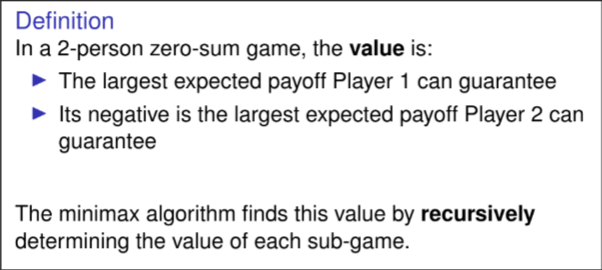 Definition
In a 2-person zero-sum game, the value is:
▶ The largest expected payoff Player 1 can guarantee
▶ Its negative is the largest expected payoff Player 2 can
guarantee
The minimax algorithm finds this value by recursively
determining the value of each sub-game.